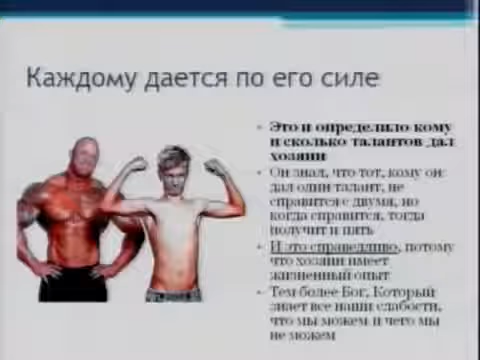 Каждому дается по его силе
Это и определило кому
и сколько талантов дал
хозяин
Он знал, что тот, кому он
дал один талант, не
справится с двумя, но
когда справится, тогда
получит и пять
И это справедливо, потому
что хозяин имеет
жизненный опыт
Тем более Бог, Который
знает все наши слабости,
что мы можем и чего мы
не можем